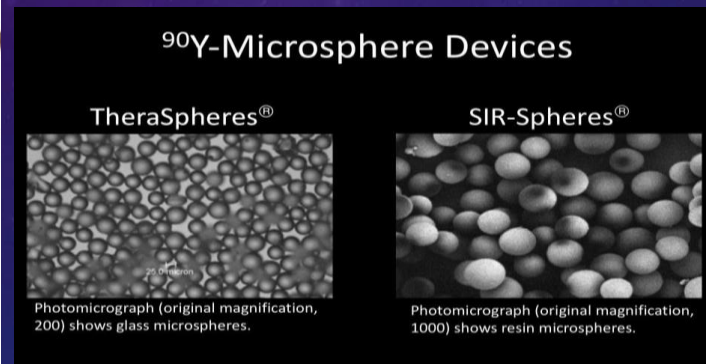 ⁹⁰Y-Microsphere Devices
TheraSpheres®
SIR-Spheres®
25.0 micron
Photomicrograph (original magnification,
200) shows glass microspheres.
Photomicrograph (original magnification,
1000) shows resin microspheres.